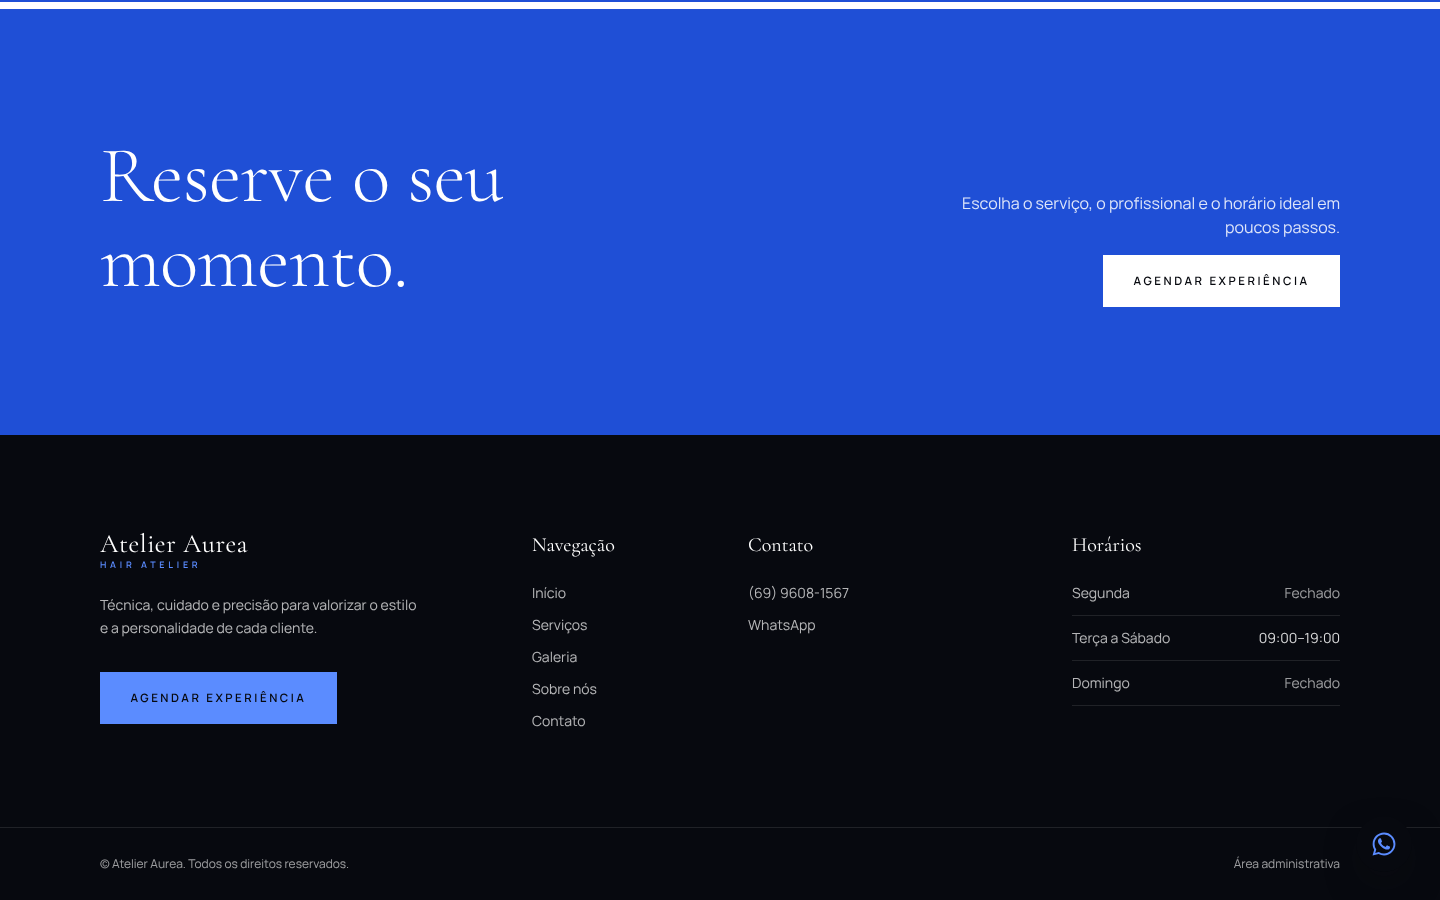 Reserve o seu
momento.
Escolha o serviço, o profissional e o horário ideal em
poucos passos.
AGENDAR EXPERIÊNCIA
Atelier Aurea
HAIR ATELIER
Técnica, cuidado e precisão para valorizar o estilo
e a personalidade de cada cliente.
AGENDAR EXPERIÊNCIA
Navegação
Início
Serviços
Galeria
Sobre nós
Contato
Contato
(69) 9608-1567
WhatsApp
Horários
Segunda Fechado
Terça a Sábado 09:00–19:00
Domingo Fechado
© Atelier Aurea. Todos os direitos reservados.
Área administrativa